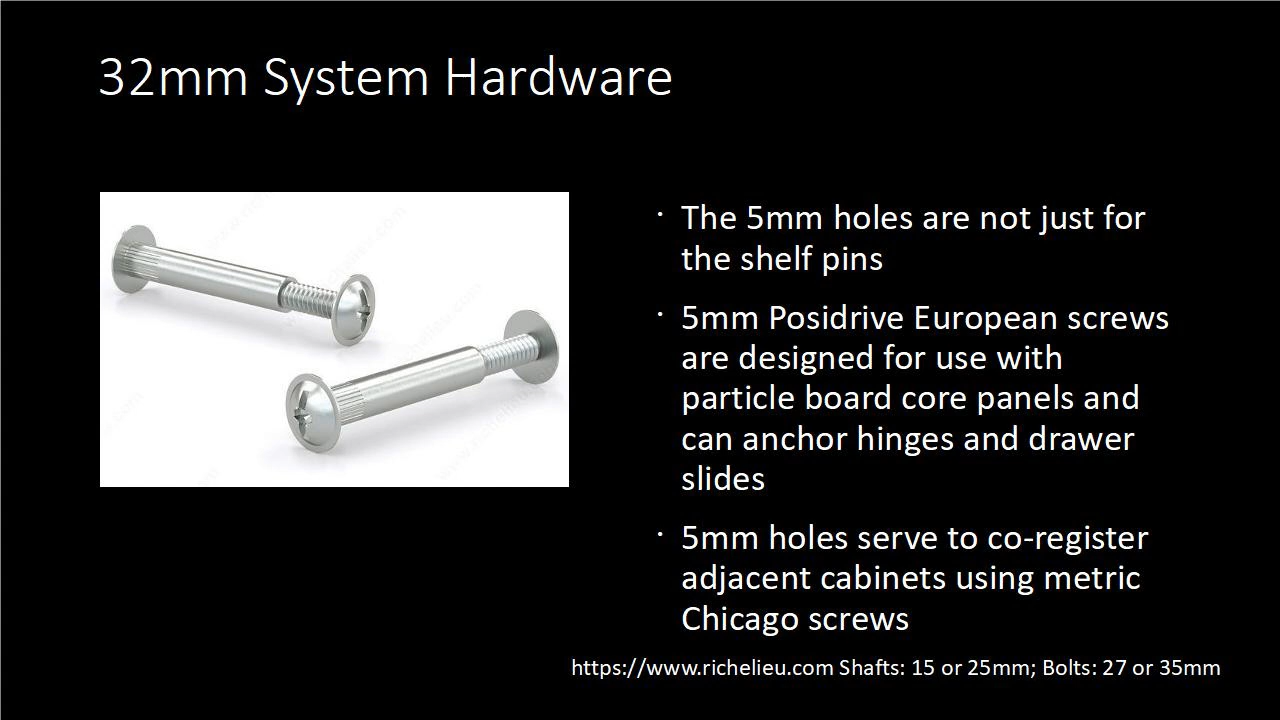 32mm System Hardware
· The 5mm holes are not just for
the shelf pins
· 5mm Posidrive European screws
are designed for use with
particle board core panels and
can anchor hinges and drawer
slides
· 5mm holes serve to co-register
adjacent cabinets using metric
Chicago screws
https://www.richelieu.com Shafts: 15 or 25mm; Bolts: 27 or 35mm